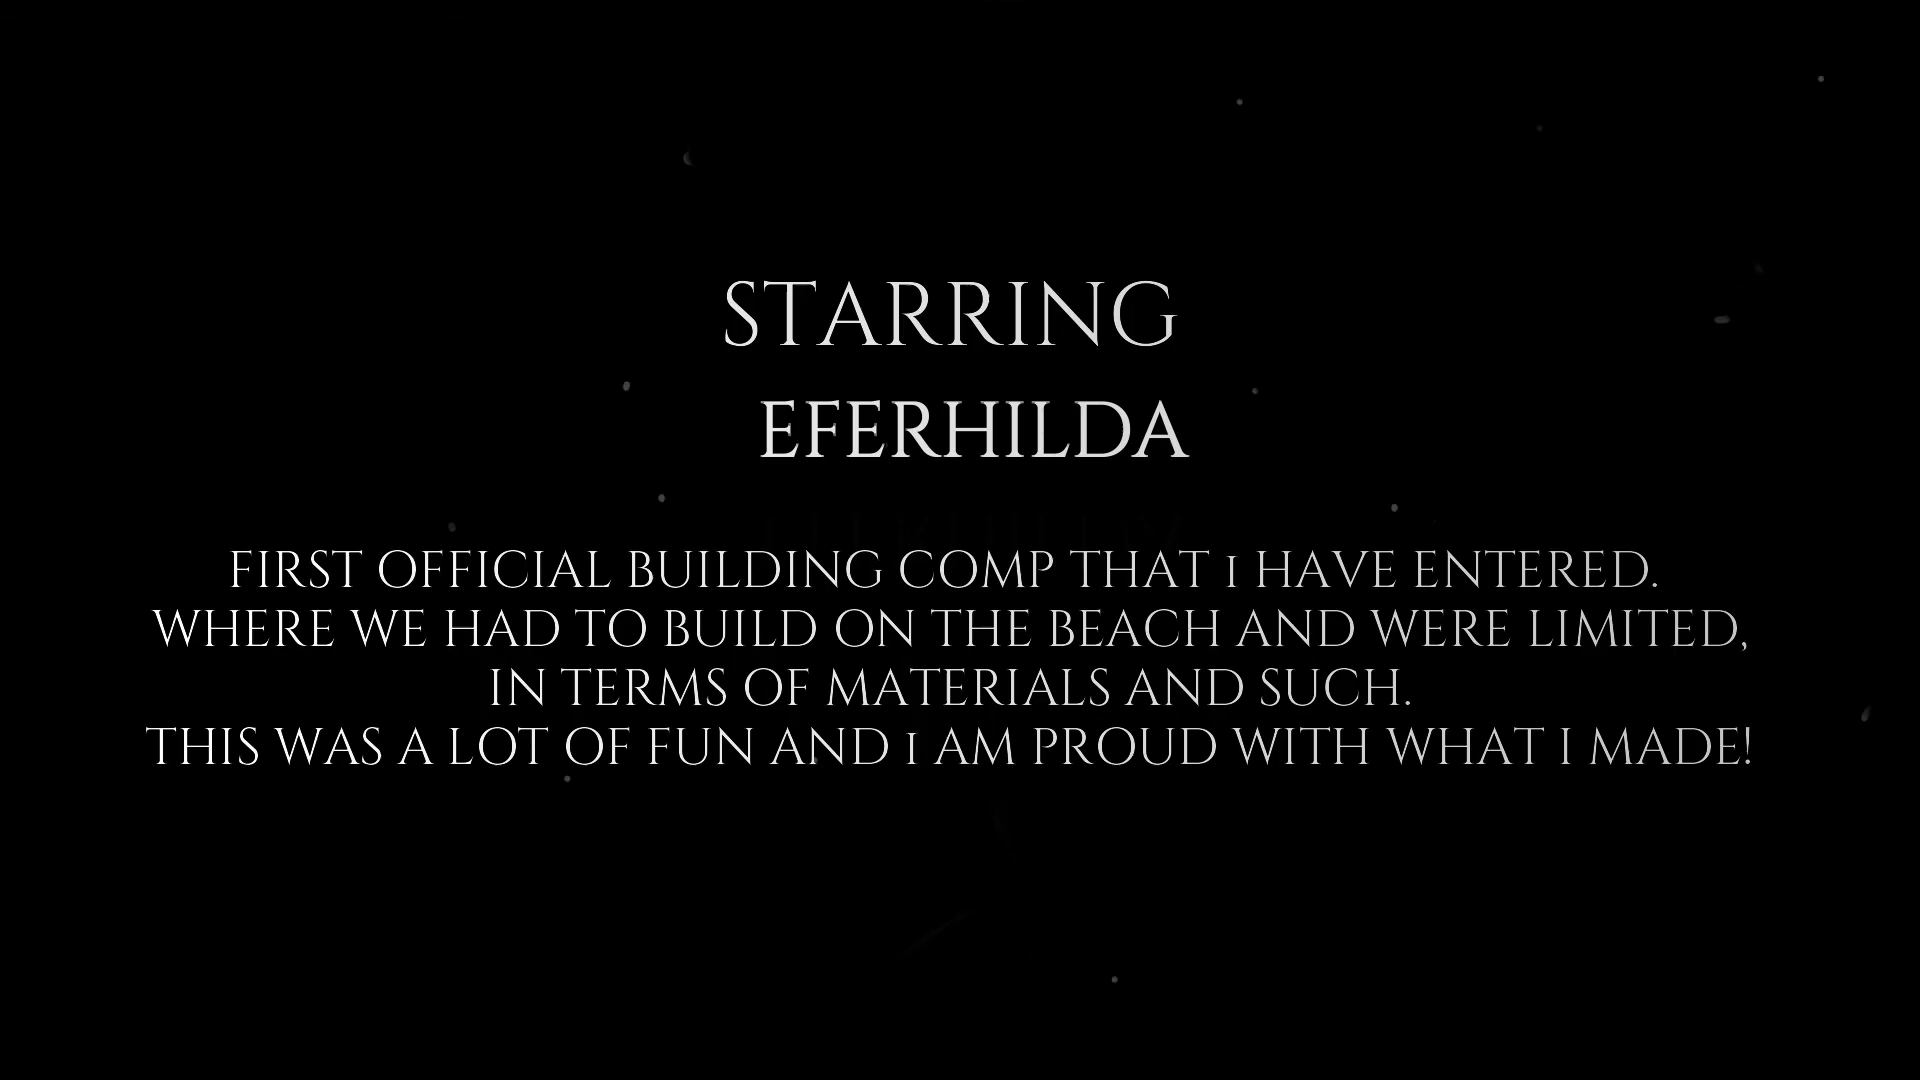 STARRING
EFERHILDA
FIRST OFFICIAL BUILDING COMP THAT i HAVE ENTERED.
WHERE WE HAD TO BUILD ON THE BEACH AND WERE LIMITED,
IN TERMS OF MATERIALS AND SUCH.
THIS WAS A LOT OF FUN AND i AM PROUD WITH WHAT I MADE!